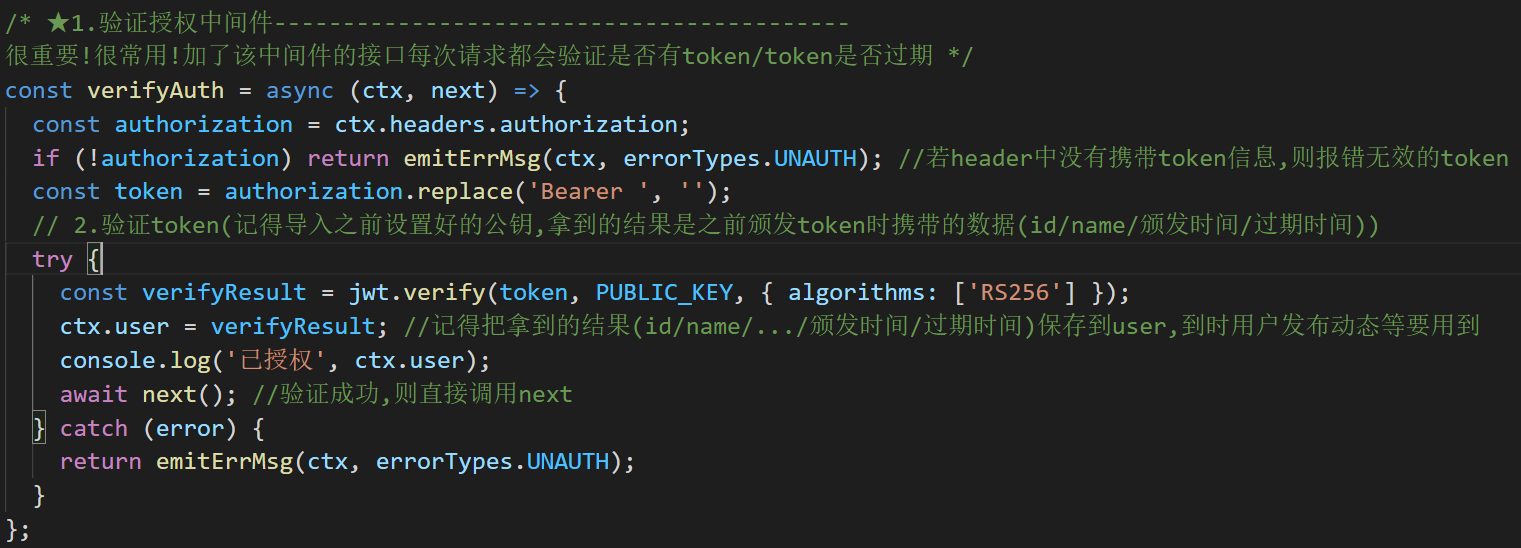 /* ★1.验证授权中间件------------------------------------------
很重要!很常用!加了该中间件的接口每次请求都会验证是否有token/token是否过期 */
const verifyAuth = async (ctx, next) => {
  const authorization = ctx.headers.authorization;
  if (!authorization) return emitErrMsg(ctx, errorTypes.UNAUTH); //若header中没有携带token信息,则报错无效的token
  const token = authorization.replace('Bearer ', '');
  // 2.验证token(记得导入之前设置好的公钥,拿到的结果是之前颁发token时携带的数据(id/name/颁发时间/过期时间))
  try {
    const verifyResult = jwt.verify(token, PUBLIC_KEY, { algorithms: ['RS256'] });
    ctx.user = verifyResult; //记得把拿到的结果(id/name/.../颁发时间/过期时间)保存到user,到时用户发布动态等要用到
    console.log('已授权', ctx.user);
    await next(); //验证成功,则直接调用next
  } catch (error) {
    return emitErrMsg(ctx, errorTypes.UNAUTH);
  }
};